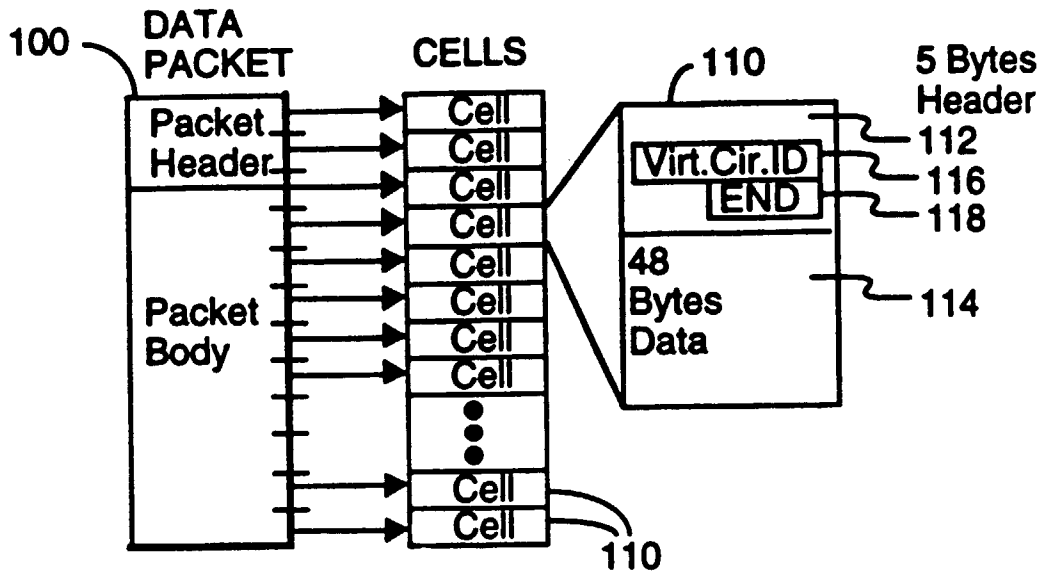 100
DATA
PACKET
CELLS
110
5 Bytes
Header
112
Packet
Header
Cell
Cell
Cell
Cell
Cell
Cell
Cell
Cell
Cell
Cell
Virt.Cir.ID
116
END
118
48
Bytes
Data
114
Packet
Body
110